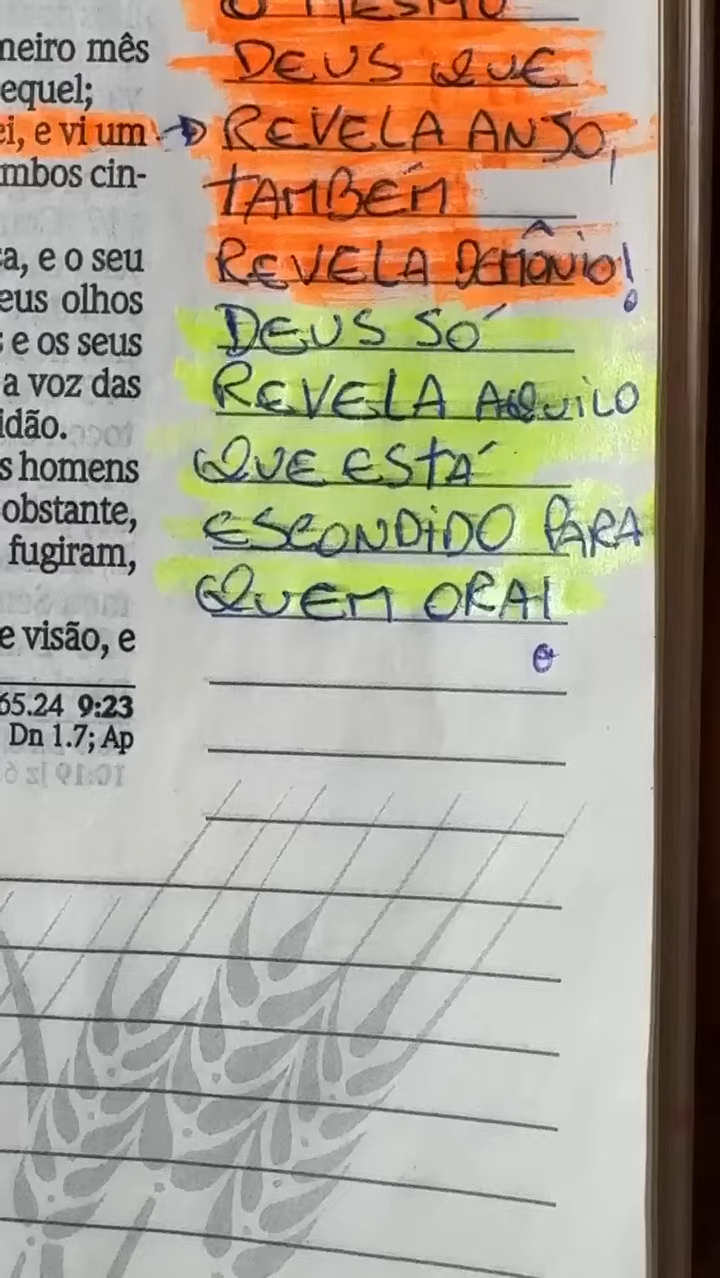 neiro mês
equel;
ei, e vi um
mbos cin-
a, e o seu
eus olhos
s e os seus
a voz das
idão.
s homens
obstante,
fugiram,
e visão, e
65.24 9:23
Dn 1.7; Ap
O MESMO
DEUS QUE
REVELA ANJO,
TAMBÉM
REVELA DEMÔNIO!
DEUS SÓ
REVELA AQUILO
QUE ESTÁ
ESCONDIDO PARA
QUEM ORA!